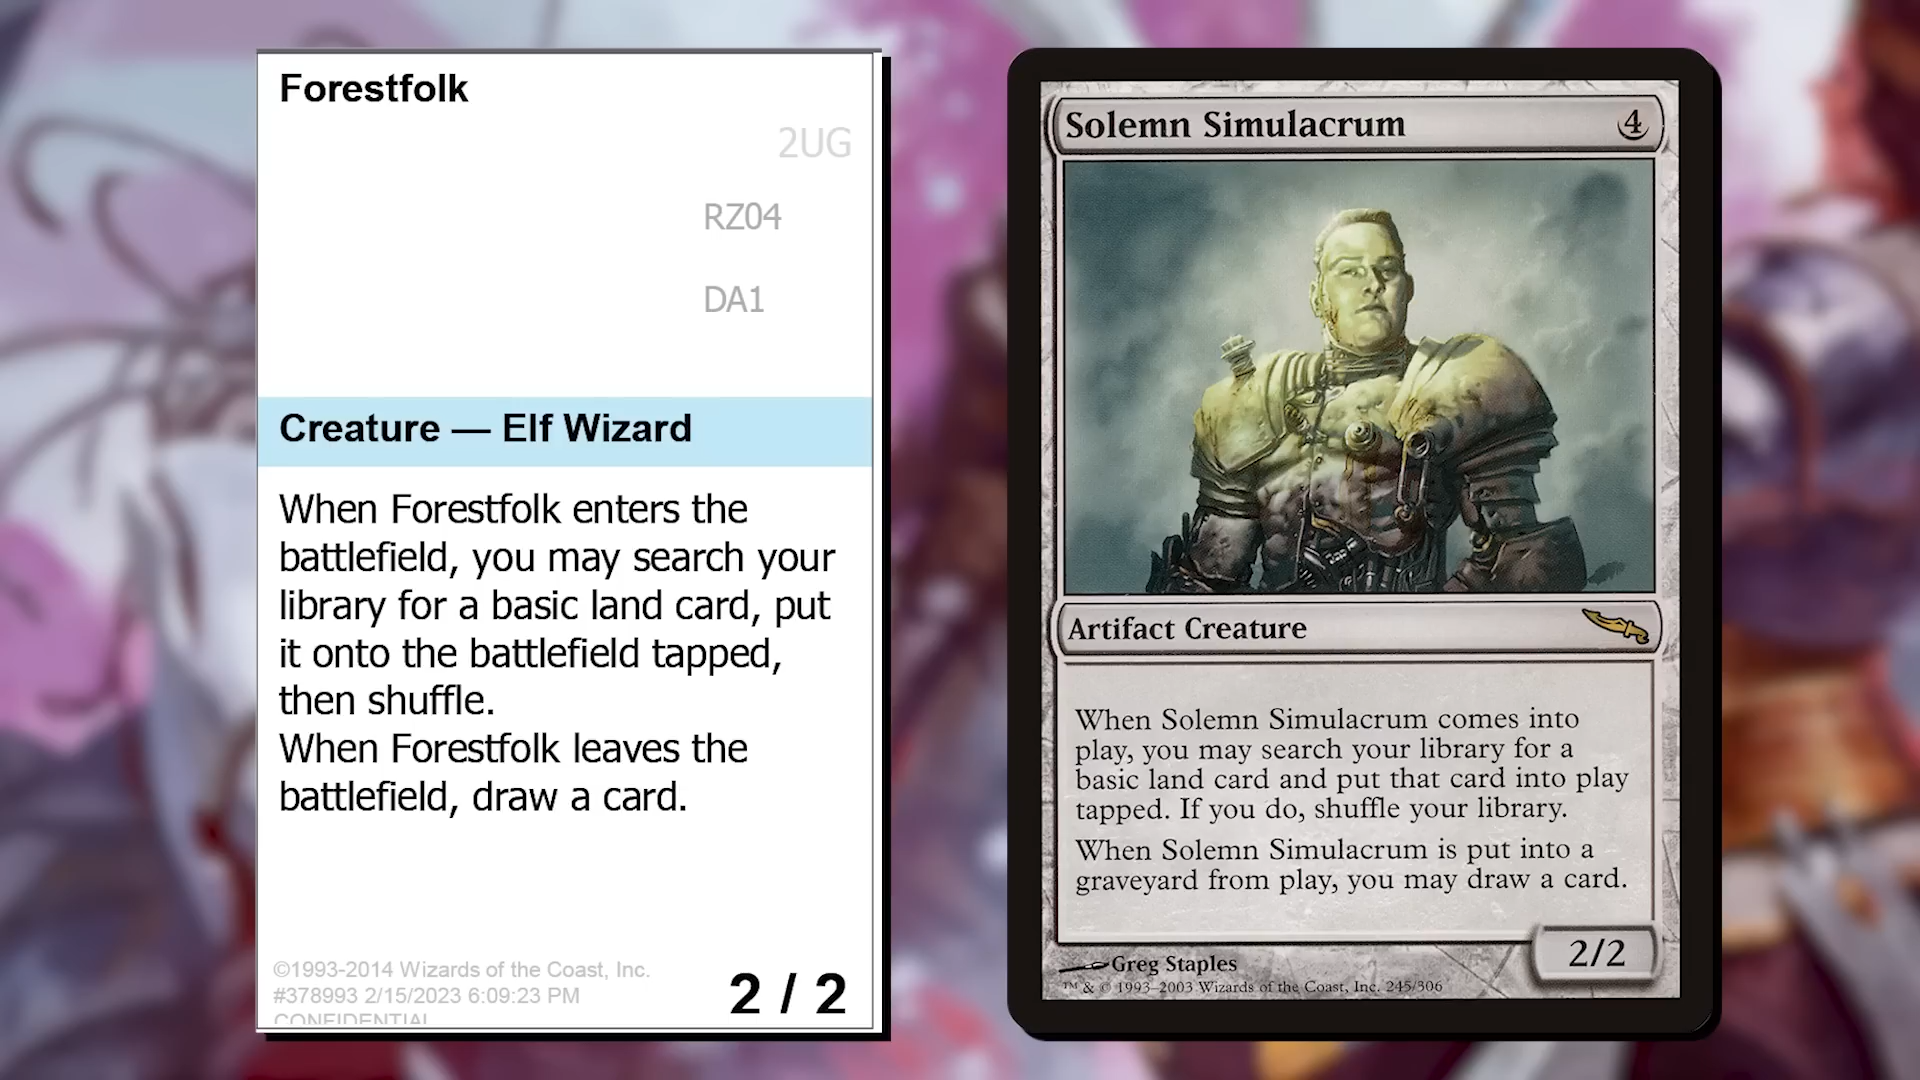 Forestfolk
2UG
RZ04
DA1
Creature — Elf Wizard
When Forestfolk enters the
battlefield, you may search your
library for a basic land card, put
it onto the battlefield tapped,
then shuffle.
When Forestfolk leaves the
battlefield, draw a card.
©1993-2014 Wizards of the Coast, Inc.
#378993 2/15/2023 6:09:23 PM
CONFIDENTIAL
2 / 2
Solemn Simulacrum 4
Artifact Creature
When Solemn Simulacrum comes into
play, you may search your library for a
basic land card and put that card into play
tapped. If you do, shuffle your library.
When Solemn Simulacrum is put into a
graveyard from play, you may draw a card.
2/2
Greg Staples
™ & © 1993–2003 Wizards of the Coast, Inc. 245/306